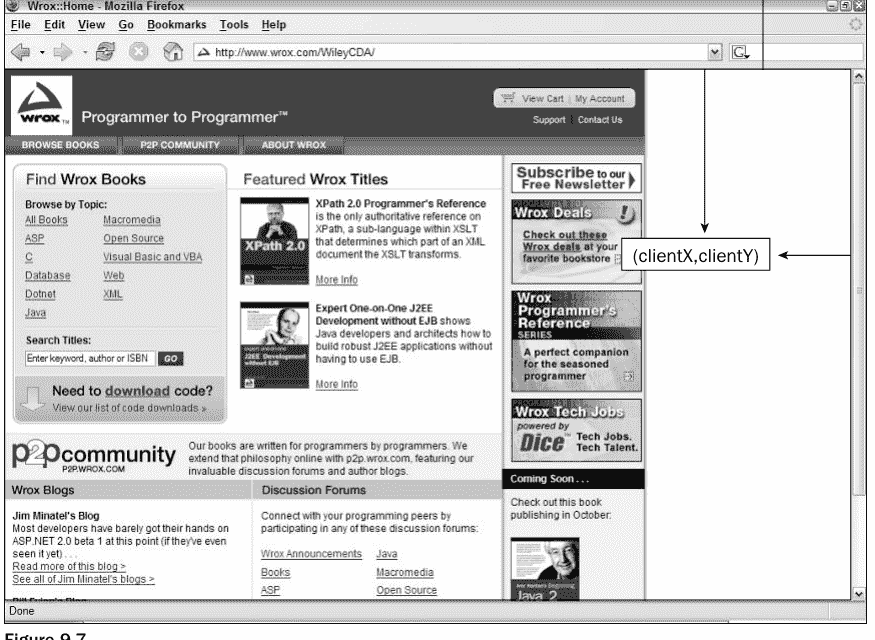 Wrox::Home - Mozilla Firefox
File Edit View Go Bookmarks Tools Help
http://www.wrox.com/WileyCDA/
G
wrox™
Programmer to Programmer™
View Cart | My Account
Support | Contact Us
BROWSE BOOKS P2P COMMUNITY ABOUT WROX
Find Wrox Books
Browse by Topic:
All Books Macromedia
ASP Open Source
C Visual Basic and VBA
Database Web
Dotnet XML
Java
Search Titles:
Enter keyword, author or ISBN GO
Need to download code?
View our list of code downloads »
Featured Wrox Titles
XPath 2.0
XPath 2.0 Programmer's Reference
is the only authoritative reference on
XPath, a sub-language within XSLT
that determines which part of an XML
document the XSLT transforms.
More Info
J2EE Development
without EJB
Expert One-on-One J2EE
Development without EJB shows
Java developers and architects how to
build robust J2EE applications without
having to use EJB.
More Info
Subscribe to our
Free Newsletter
Wrox Deals
Check out these
Wrox deals at your
favorite bookstore
(clientX,clientY)
Wrox
Programmer's
Reference
SERIES
A perfect companion
for the seasoned
programmer
Wrox Tech Jobs
powered by
Dice™ Tech Jobs.
Tech Talent.
p2pcommunity
P2P.WROX.COM
Our books are written for programmers by programmers. We
extend that philosophy online with p2p.wrox.com, featuring our
invaluable discussion forums and author blogs.
Wrox Blogs
Jim Minatel's Blog
Most developers have barely got their hands on
ASP.NET 2.0 beta 1 at this point (if they've even
seen it yet) . . .
Read more of this blog >
See all of Jim Minatel's blogs >
Discussion Forums
Connect with your programming peers by
participating in any of these discussion forums:
Wrox Announcements Java
Books Macromedia
ASP Open Source
Coming Soon . . .
Check out this book
publishing in October:
Java 2
Done
Figure 9-7